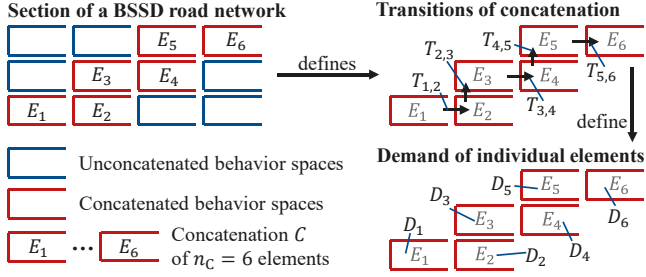 Section of a BSSD road network
E5 E6
E3 E4
E1 E2
defines
Transitions of concatenation
T4,5 E5 E6
T2,3
T5,6
E3 E4
T1,2
T3,4
E1 E2
define
Unconcatenated behavior spaces
Concatenated behavior spaces
E1 ... E6 Concatenation C
of nC = 6 elements
Demand of individual elements
D5 E5 E6
D3
D6
E3 E4
D1
D4
E1 E2 D2